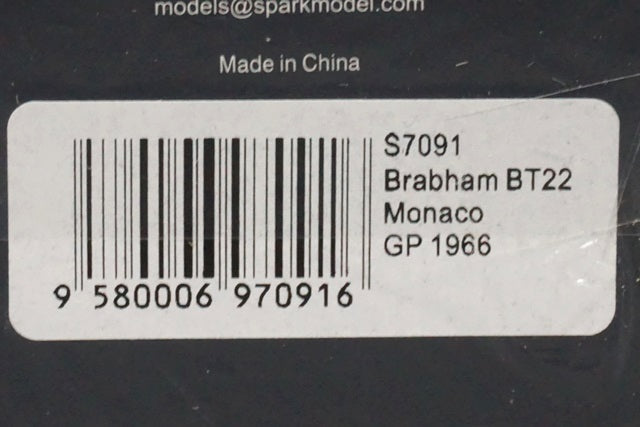 models@sparkmodel.com
Made in China
S7091
Brabham BT22
Monaco
GP 1966
9 580006 970916